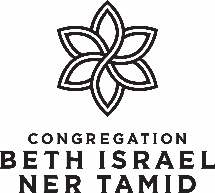 CONGREGATION
BETH ISRAEL
NER TAMID